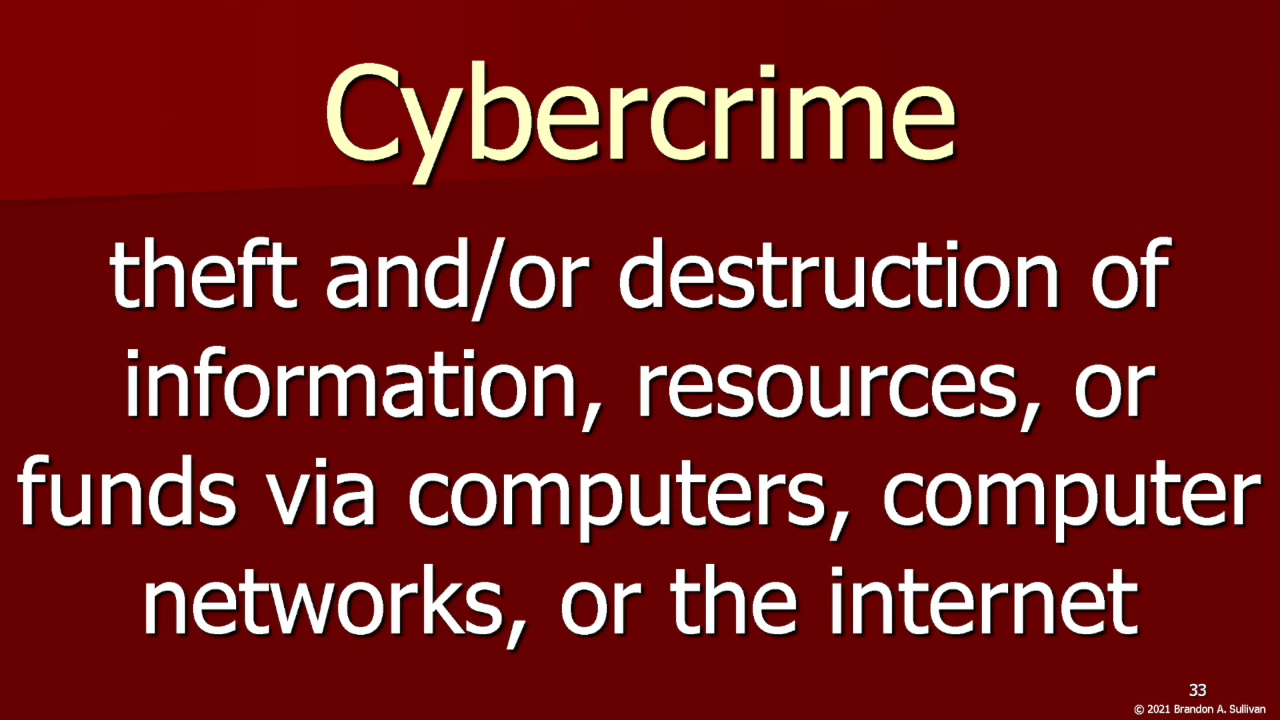 Cybercrime
theft and/or destruction of
information, resources, or
funds via computers, computer
networks, or the internet
33
© 2021 Brandon A. Sullivan